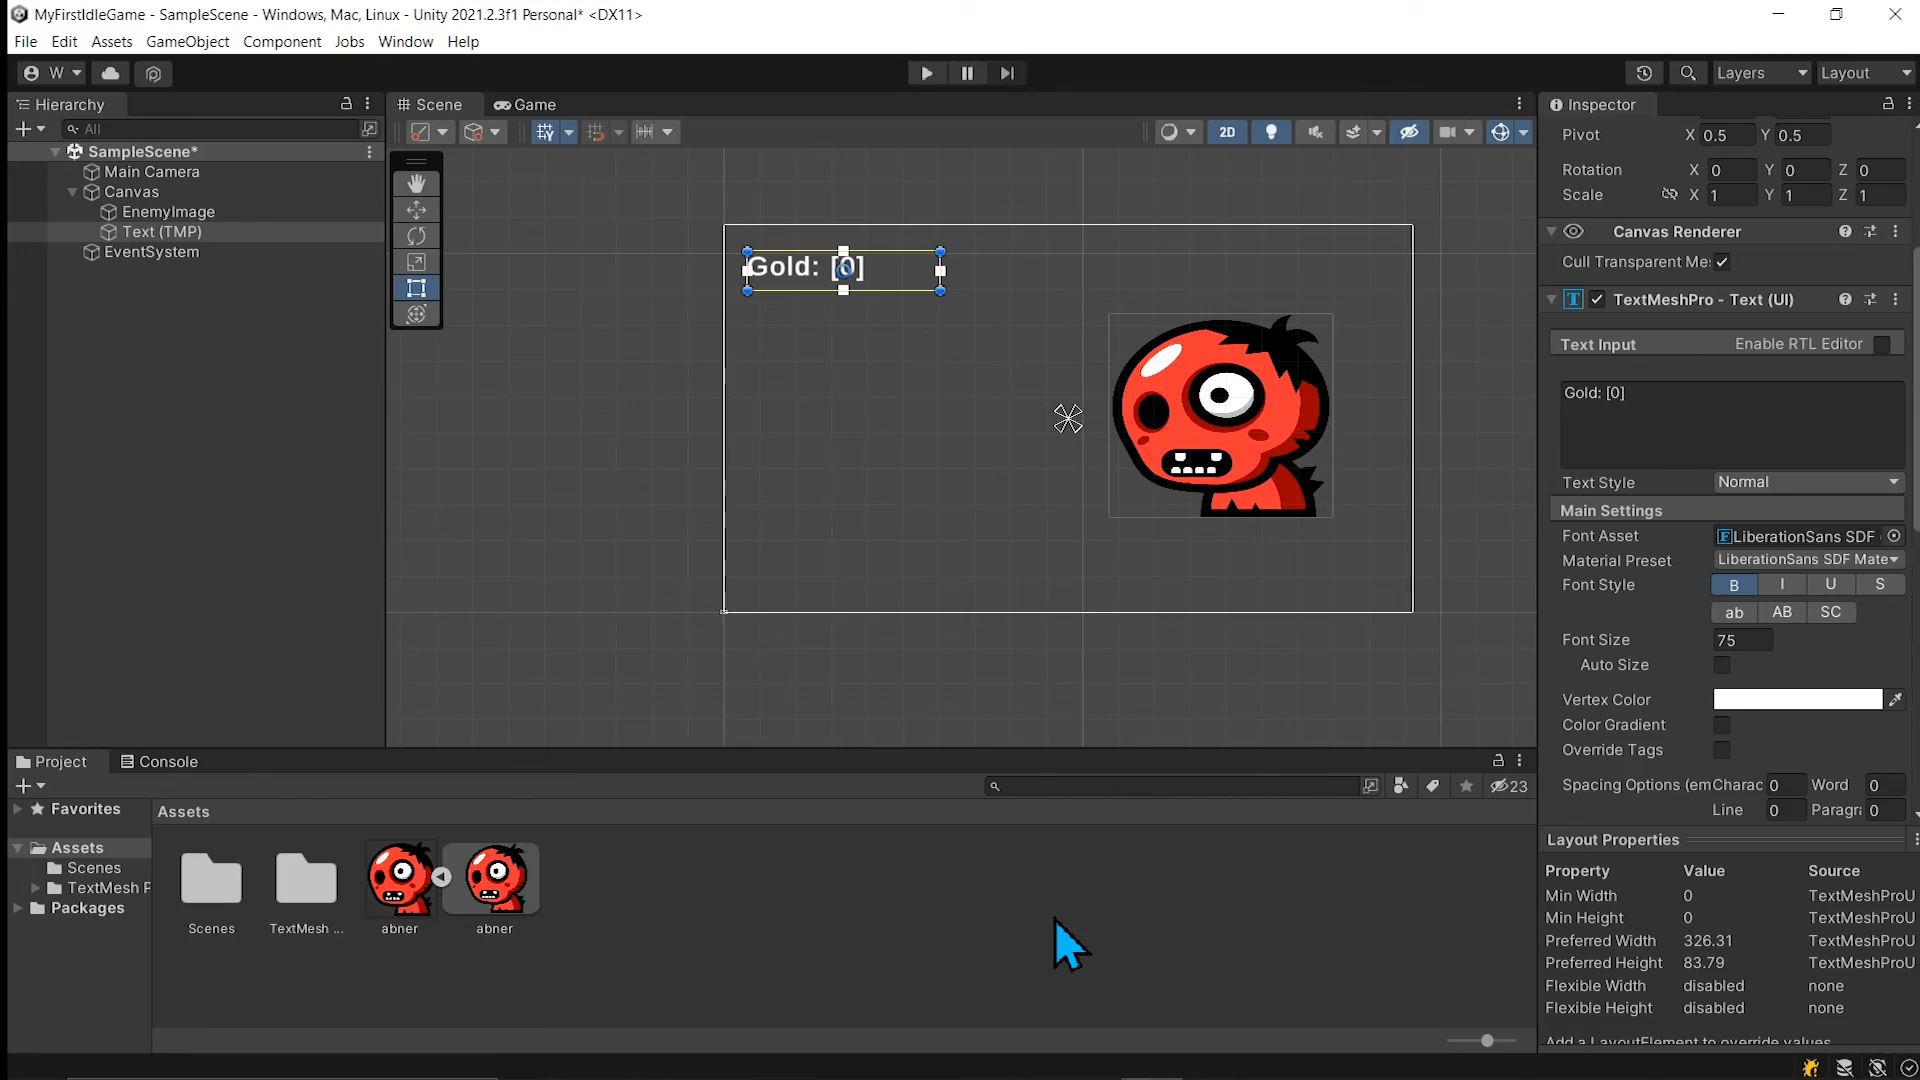 MyFirstIdleGame - SampleScene - Windows, Mac, Linux - Unity 2021.2.3f1 Personal* <DX11>
File Edit Assets GameObject Component Jobs Window Help
W
Layers Layout
Hierarchy
All
SampleScene*
Main Camera
Canvas
EnemyImage
Text (TMP)
EventSystem
Scene Game
2D
Gold: [0]
Inspector
Pivot X 0.5 Y 0.5
Rotation X 0 Y 0 Z 0
Scale X 1 Y 1 Z 1
Canvas Renderer
Cull Transparent Me:
TextMeshPro - Text (UI)
Text Input Enable RTL Editor
Gold: [0]
Text Style Normal
Main Settings
Font Asset LiberationSans SDF
Material Preset LiberationSans SDF Mate
Font Style B I U S
ab AB SC
Font Size 75
Auto Size
Vertex Color
Color Gradient
Override Tags
Spacing Options (em Charac 0 Word 0
Line 0 Paragra 0
Layout Properties
Property Value Source
Min Width 0 TextMeshProU
Min Height 0 TextMeshProU
Preferred Width 326.31 TextMeshProU
Preferred Height 83.79 TextMeshProU
Flexible Width disabled none
Flexible Height disabled none
Add a LayoutElement to override values
Project Console
23
Favorites
Assets
Scenes
TextMesh P
Packages
Assets
Scenes
TextMesh ...
abner
abner